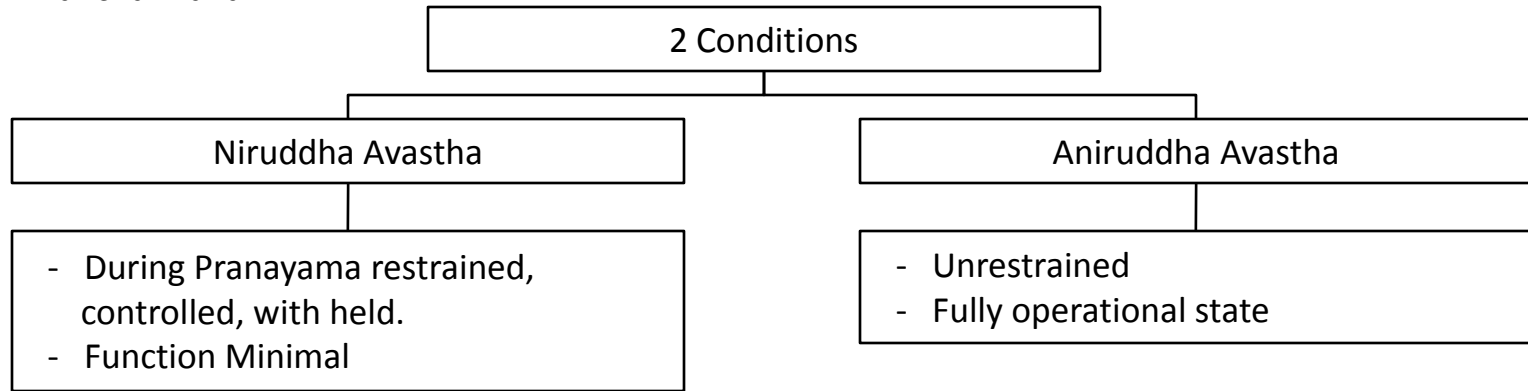 2 Conditions
Niruddha Avastha
Aniruddha Avastha
- During Pranayama restrained,
controlled, with held.
- Function Minimal
- Unrestrained
- Fully operational state